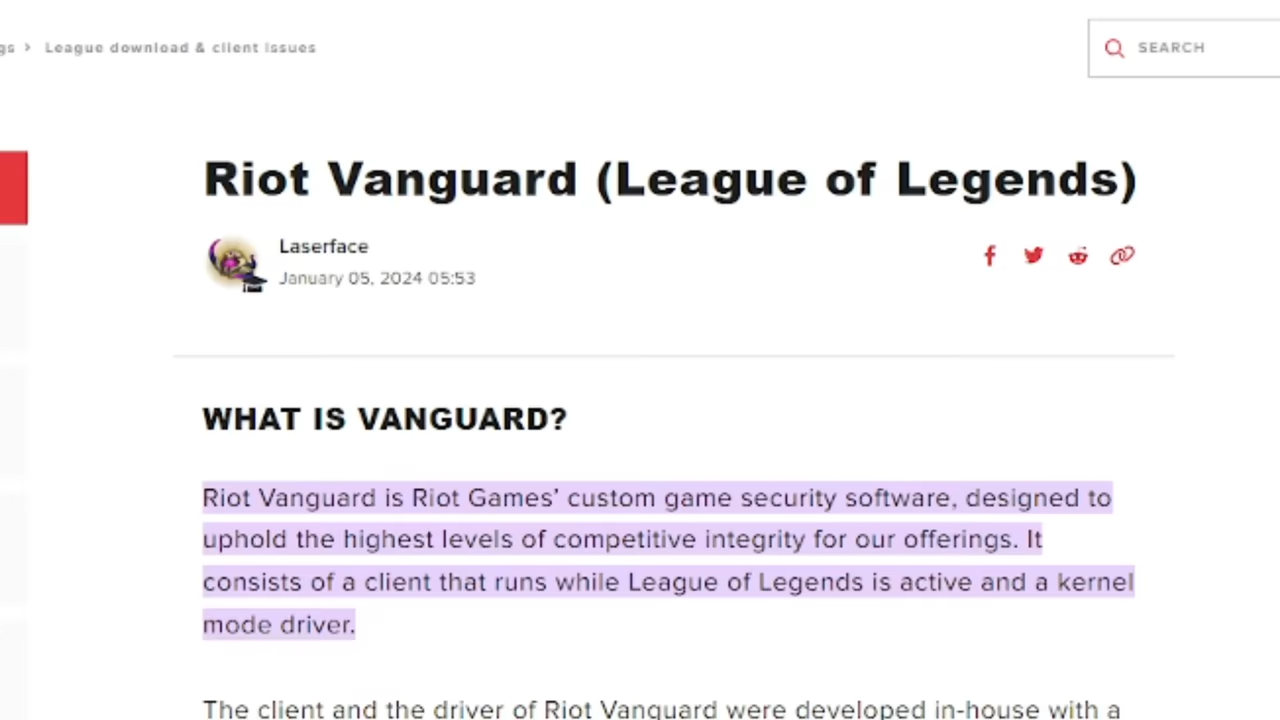 gs > League download & client issues
SEARCH
Riot Vanguard (League of Legends)
Laserface
January 05, 2024 05:53
WHAT IS VANGUARD?
Riot Vanguard is Riot Games’ custom game security software, designed to
uphold the highest levels of competitive integrity for our offerings. It
consists of a client that runs while League of Legends is active and a kernel
mode driver.
The client and the driver of Riot Vanguard were developed in-house with a